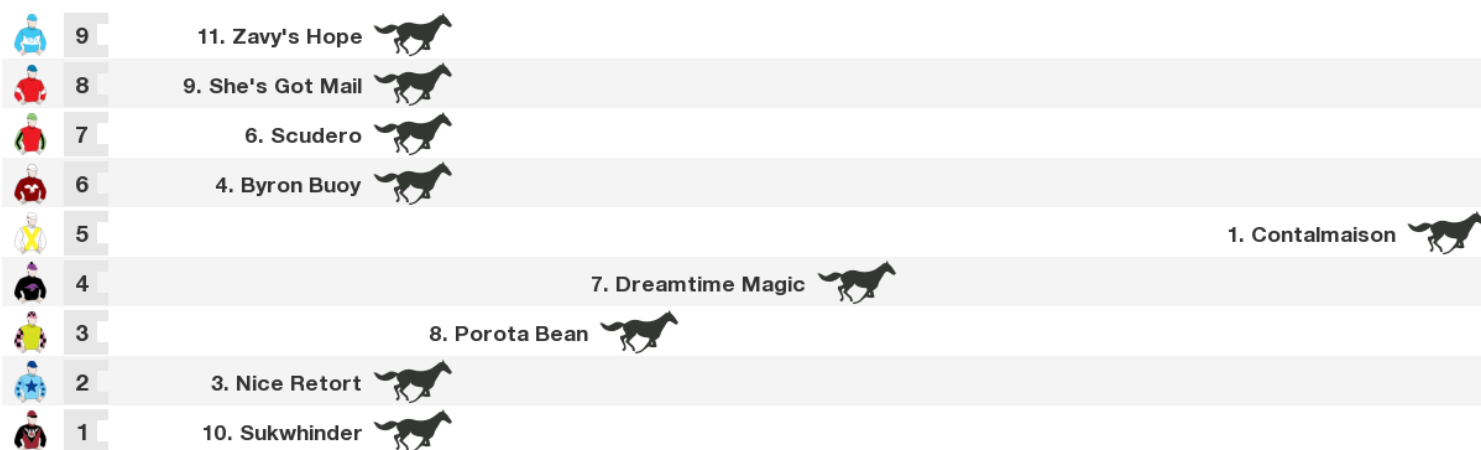 9 11. Zavy's Hope
8 9. She's Got Mail
7 6. Scudero
6 4. Byron Buoy
5 1. Contalmaison
4 7. Dreamtime Magic
3 8. Porota Bean
2 3. Nice Retort
1 10. Sukwhinder